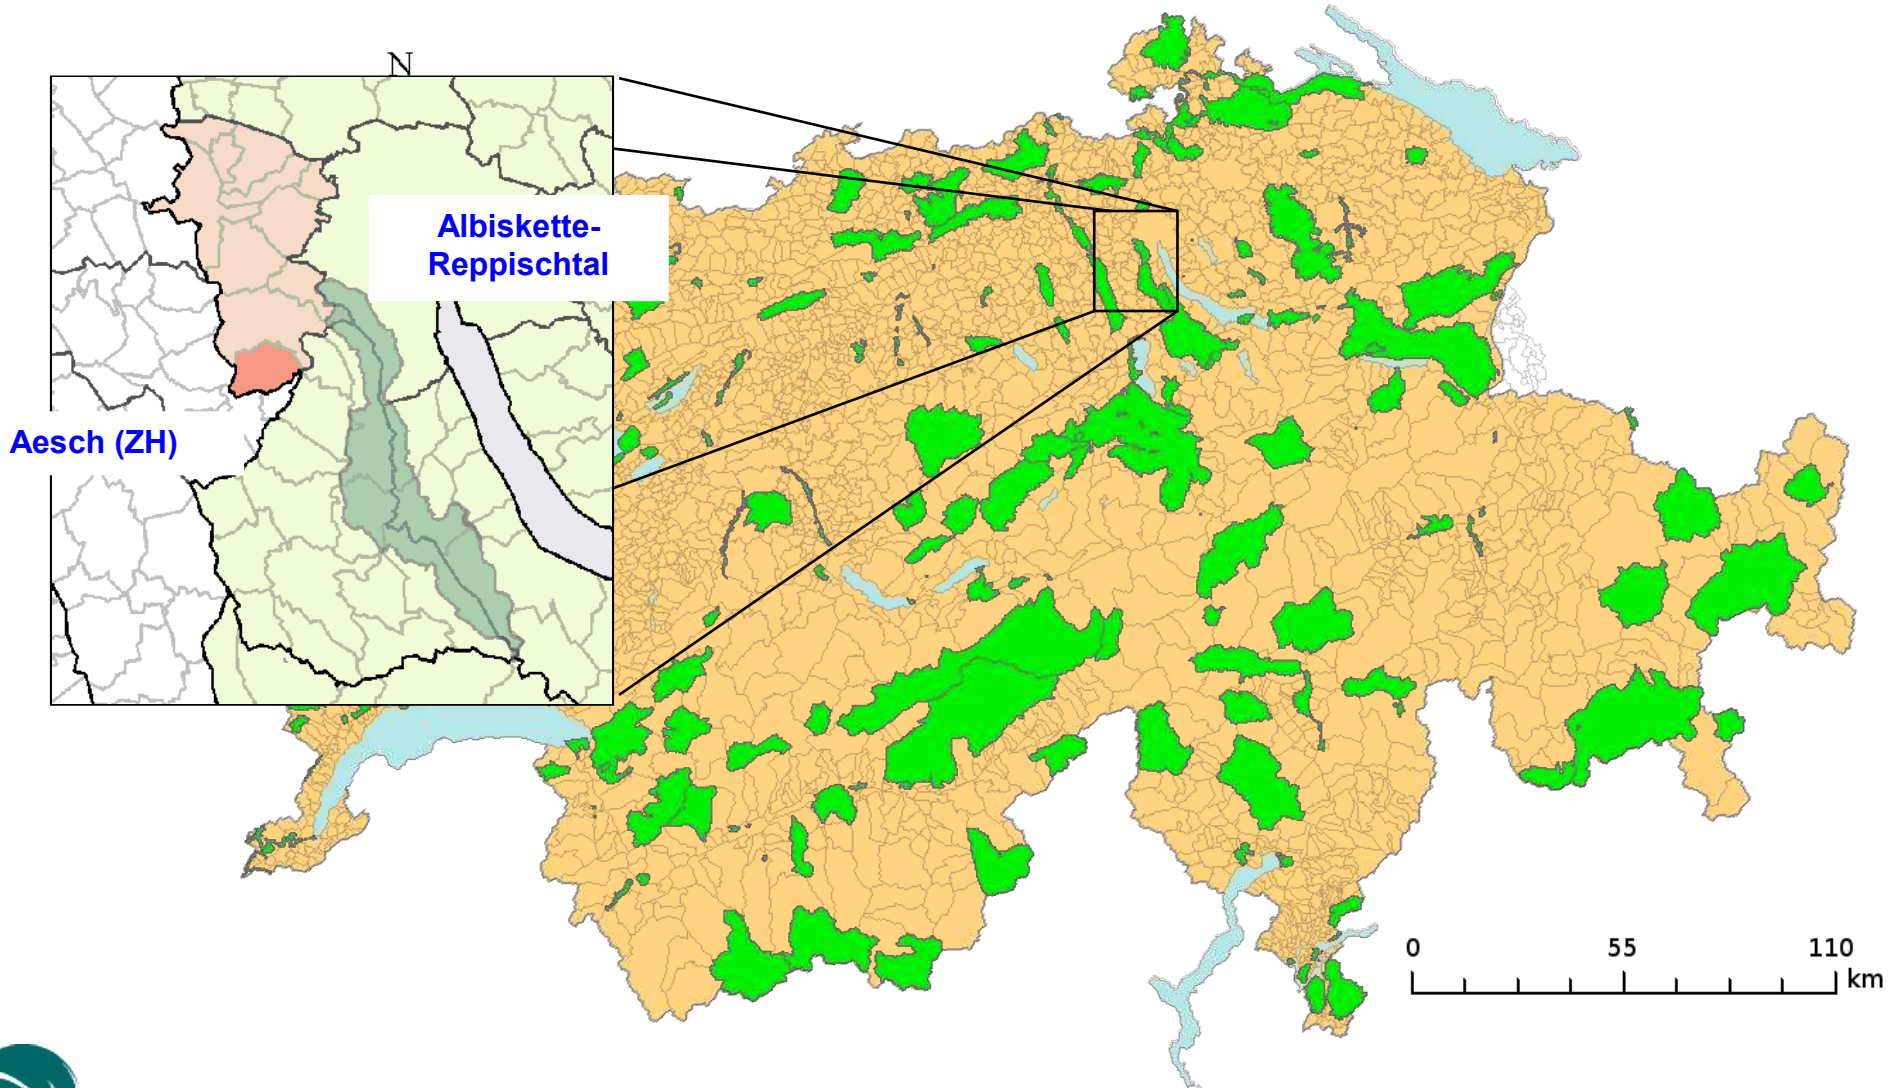 N
Albiskette-
Reppischtal
Aesch (ZH)
0 55 110
km